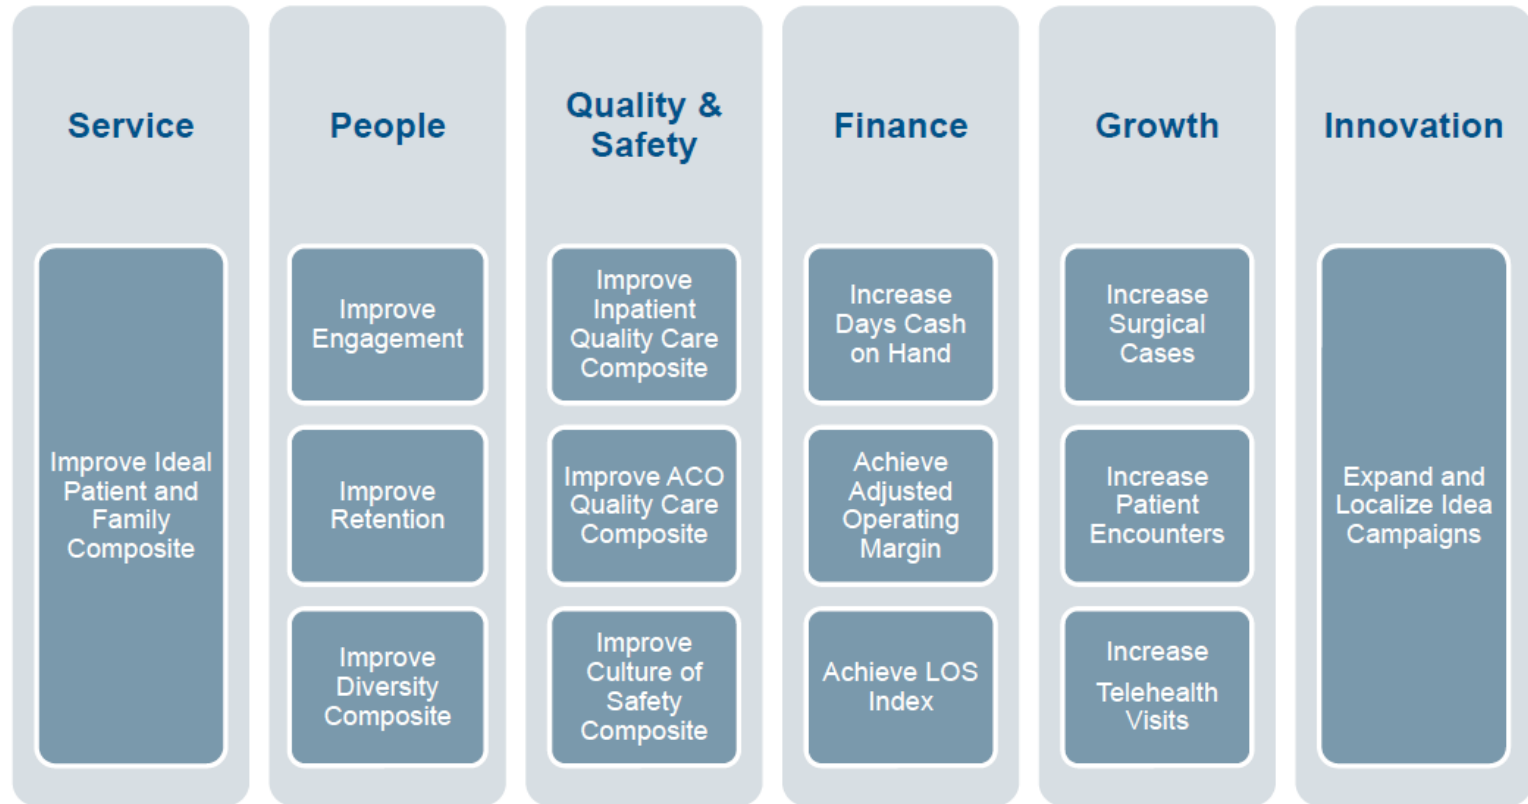 Service
Improve Ideal
Patient and
Family
Composite
People
Improve
Engagement
Improve
Retention
Improve
Diversity
Composite
Quality &
Safety
Improve
Inpatient
Quality Care
Composite
Improve ACO
Quality Care
Composite
Improve
Culture of
Safety
Composite
Finance
Increase
Days Cash
on Hand
Achieve
Adjusted
Operating
Margin
Achieve LOS
Index
Growth
Increase
Surgical
Cases
Increase
Patient
Encounters
Increase
Telehealth
Visits
Innovation
Expand and
Localize Idea
Campaigns